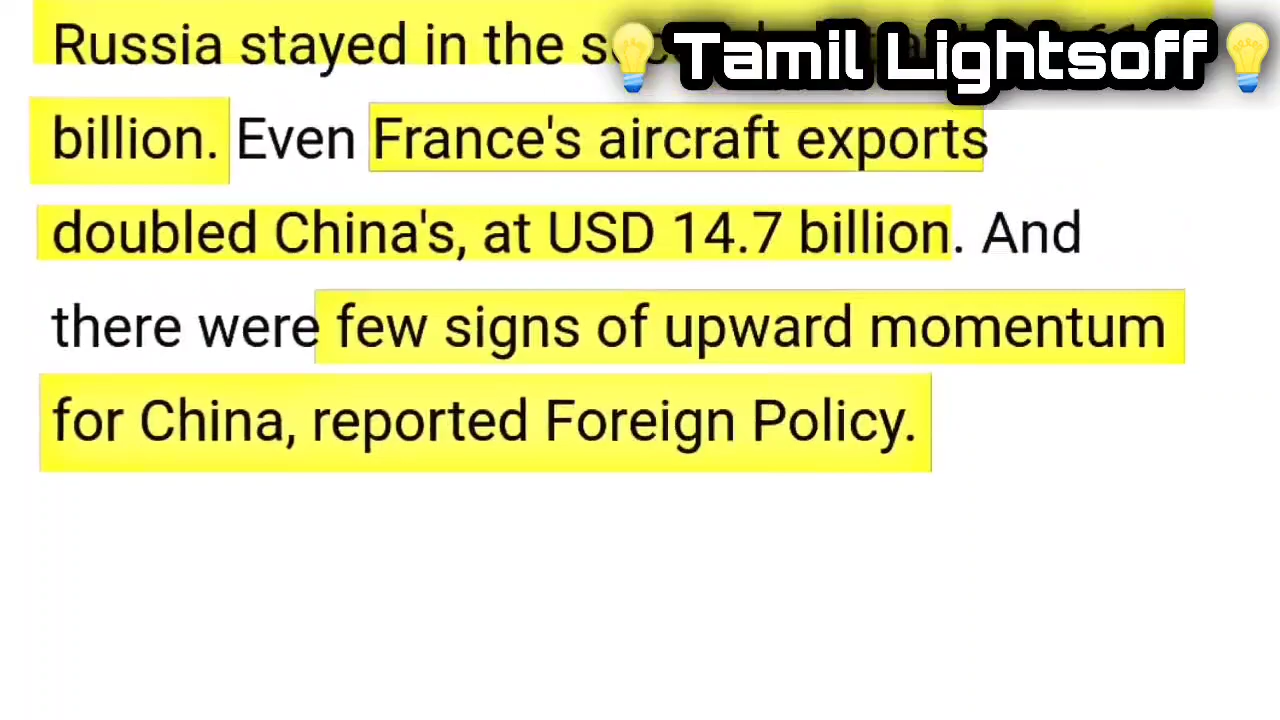 Tamil Lightsoff
Russia stayed in the
billion. Even France's aircraft exports
doubled China's, at USD 14.7 billion. And
there were few signs of upward momentum
for China, reported Foreign Policy.